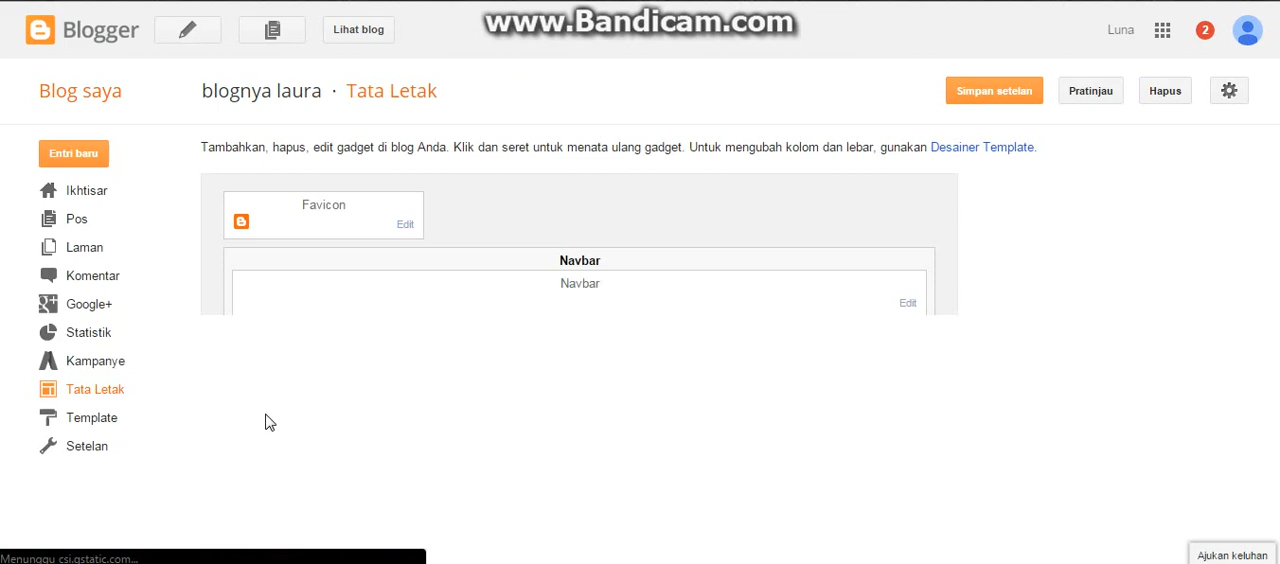 www.Bandicam.com
Blogger
Lihat blog
Luna
2
Blog saya
blognya laura · Tata Letak
Simpan setelan
Pratinjau
Hapus
Entri baru
Tambahkan, hapus, edit gadget di blog Anda. Klik dan seret untuk menata ulang gadget. Untuk mengubah kolom dan lebar, gunakan Desainer Template.
Ikhtisar
Pos
Laman
Komentar
Google+
Statistik
Kampanye
Tata Letak
Template
Setelan
Favicon
Edit
Navbar
Navbar
Edit
Menunggu csi.gstatic.com...
Ajukan keluhan